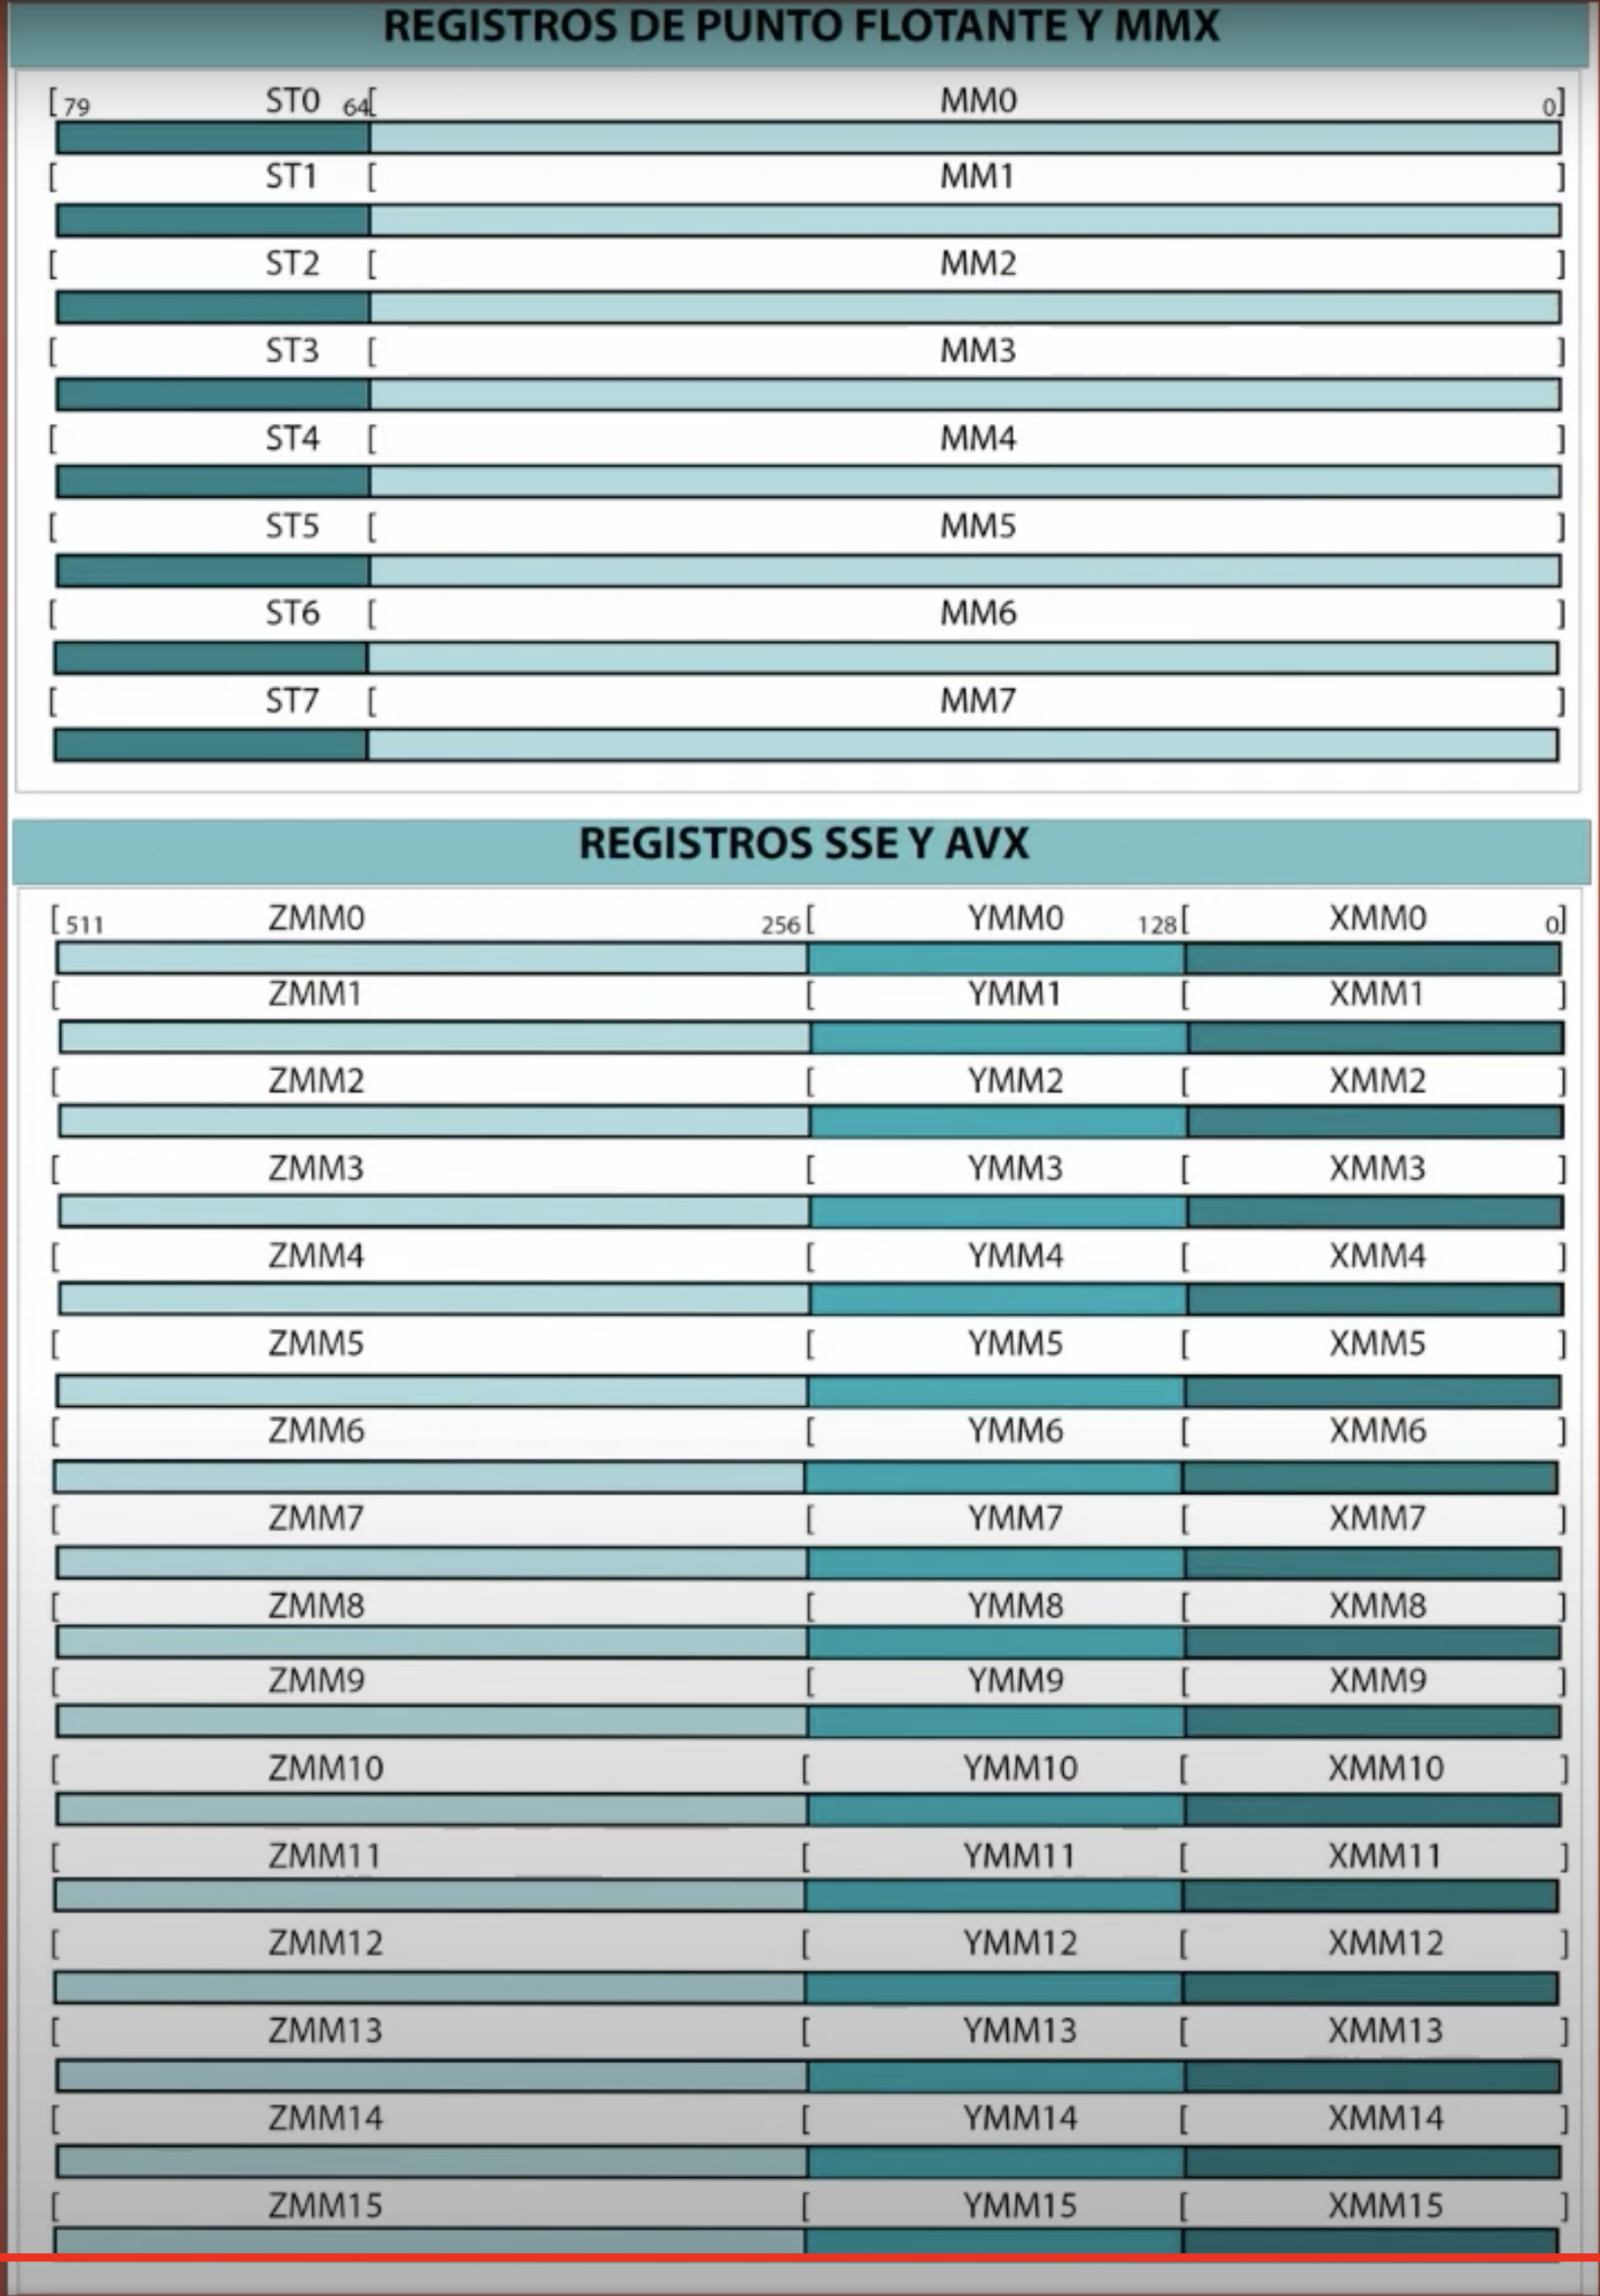 REGISTROS DE PUNTO FLOTANTE Y MMX
[79 ST0 64[ MM0 0]
[ ST1 [ MM1 ]
[ ST2 [ MM2 ]
[ ST3 [ MM3 ]
[ ST4 [ MM4 ]
[ ST5 [ MM5 ]
[ ST6 [ MM6 ]
[ ST7 [ MM7 ]
REGISTROS SSE Y AVX
[511 ZMM0 256[ YMM0 128[ XMM0 0]
[ ZMM1 [ YMM1 [ XMM1 ]
[ ZMM2 [ YMM2 [ XMM2 ]
[ ZMM3 [ YMM3 [ XMM3 ]
[ ZMM4 [ YMM4 [ XMM4 ]
[ ZMM5 [ YMM5 [ XMM5 ]
[ ZMM6 [ YMM6 [ XMM6 ]
[ ZMM7 [ YMM7 [ XMM7 ]
[ ZMM8 [ YMM8 [ XMM8 ]
[ ZMM9 [ YMM9 [ XMM9 ]
[ ZMM10 [ YMM10 [ XMM10 ]
[ ZMM11 [ YMM11 [ XMM11 ]
[ ZMM12 [ YMM12 [ XMM12 ]
[ ZMM13 [ YMM13 [ XMM13 ]
[ ZMM14 [ YMM14 [ XMM14 ]
[ ZMM15 [ YMM15 [ XMM15 ]